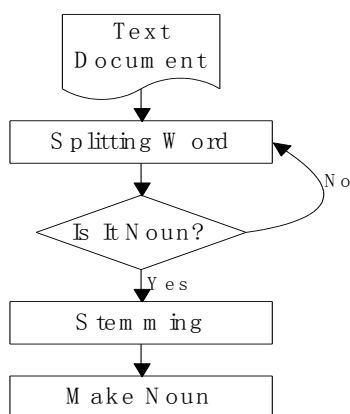 Text
Document
Splitting Word
No
Is It Noun?
Yes
Stemming
Make Noun